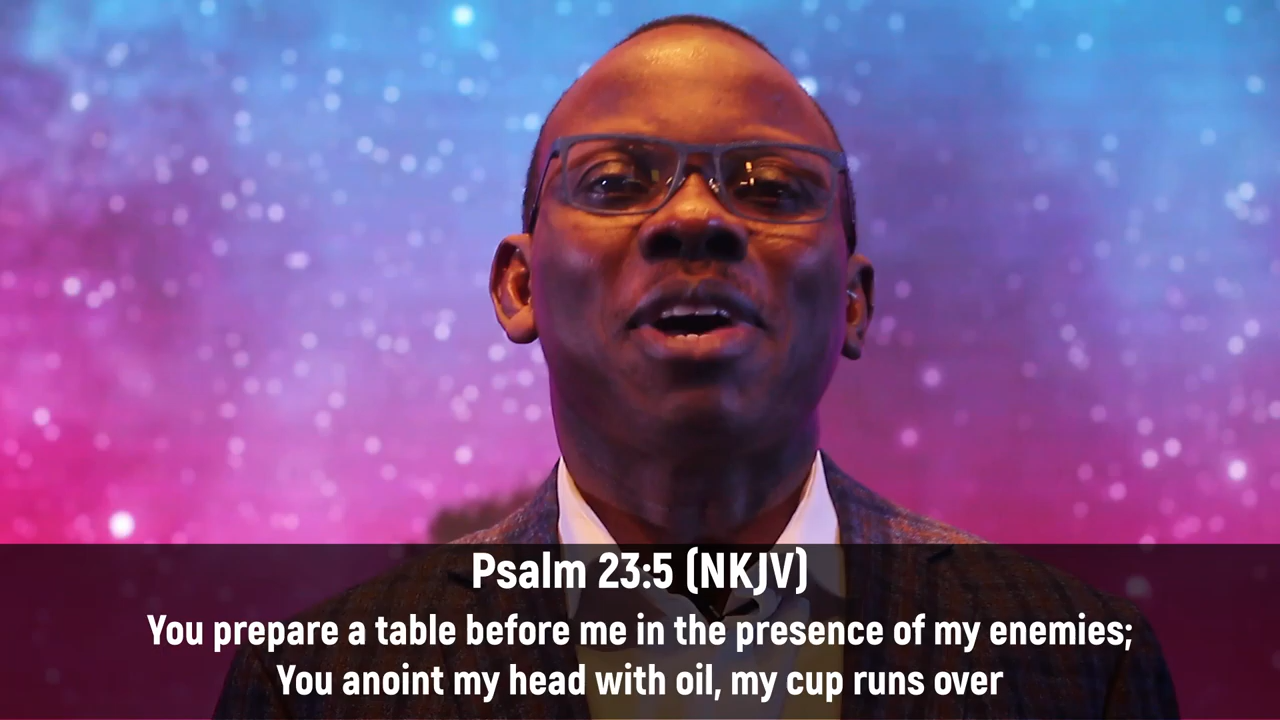 Psalm 23:5 (NKJV)
You prepare a table before me in the presence of my enemies;
You anoint my head with oil, my cup runs over